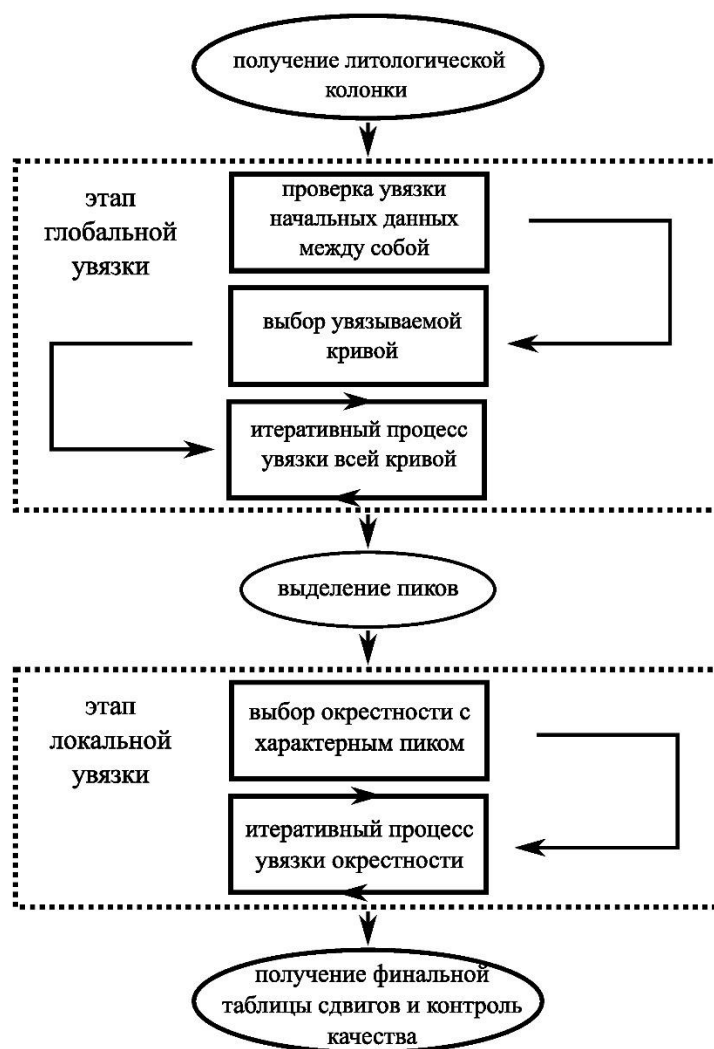 получение литологической
колонки
этап
глобальной
увязки
проверка увязки
начальных данных
между собой
выбор увязываемой
кривой
итеративный процесс
увязки всей кривой
выделение пиков
этап
локальной
увязки
выбор окрестности с
характерным пиком
итеративный процесс
увязки окрестности
получение финальной
таблицы сдвигов и контроль
качества